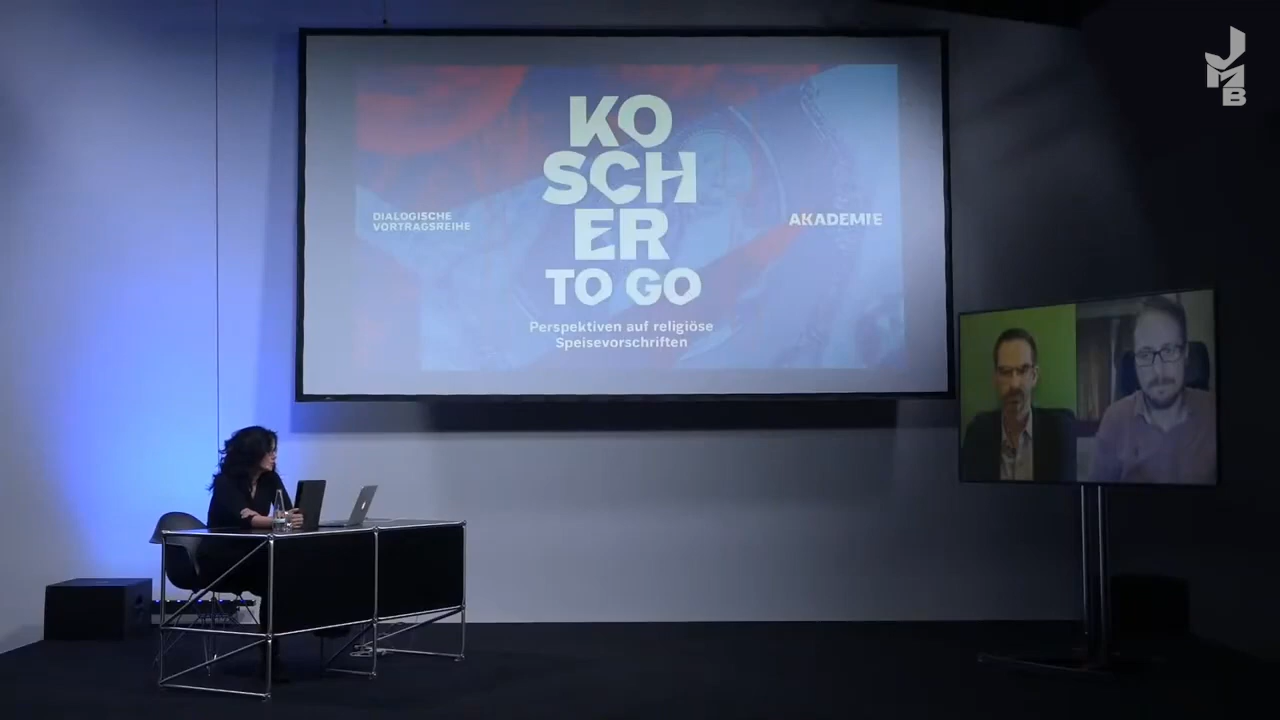 KO
SCH
ER
TO GO
DIALOGISCHE
VORTRAGSREIHE
AKADEMIE
Perspektiven auf religiöse
Speisevorschriften
JMB